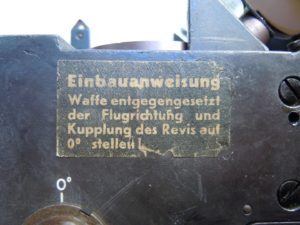 Einbauanweisung
Waffe entgegengesetzt
der Flugrichtung und
Kupplung des Revis auf
0° stellen!
0°